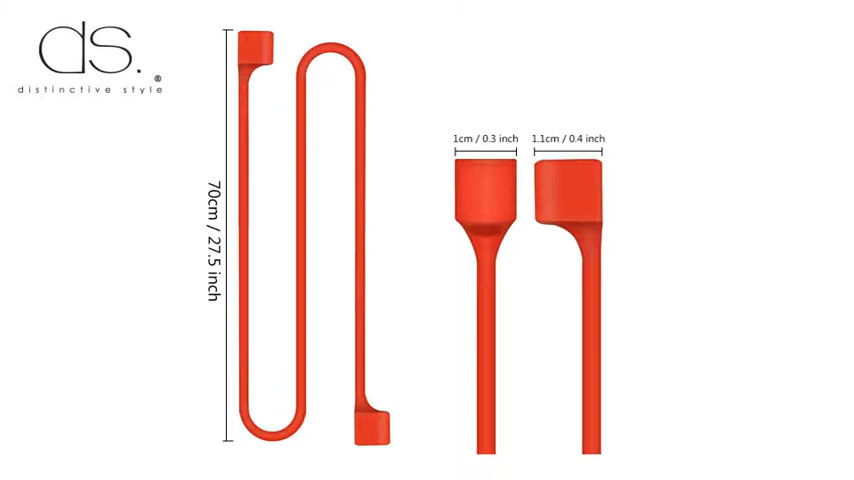 ds.®
distinctive style
70cm / 27.5 inch
1cm / 0.3 inch
1.1cm / 0.4 inch